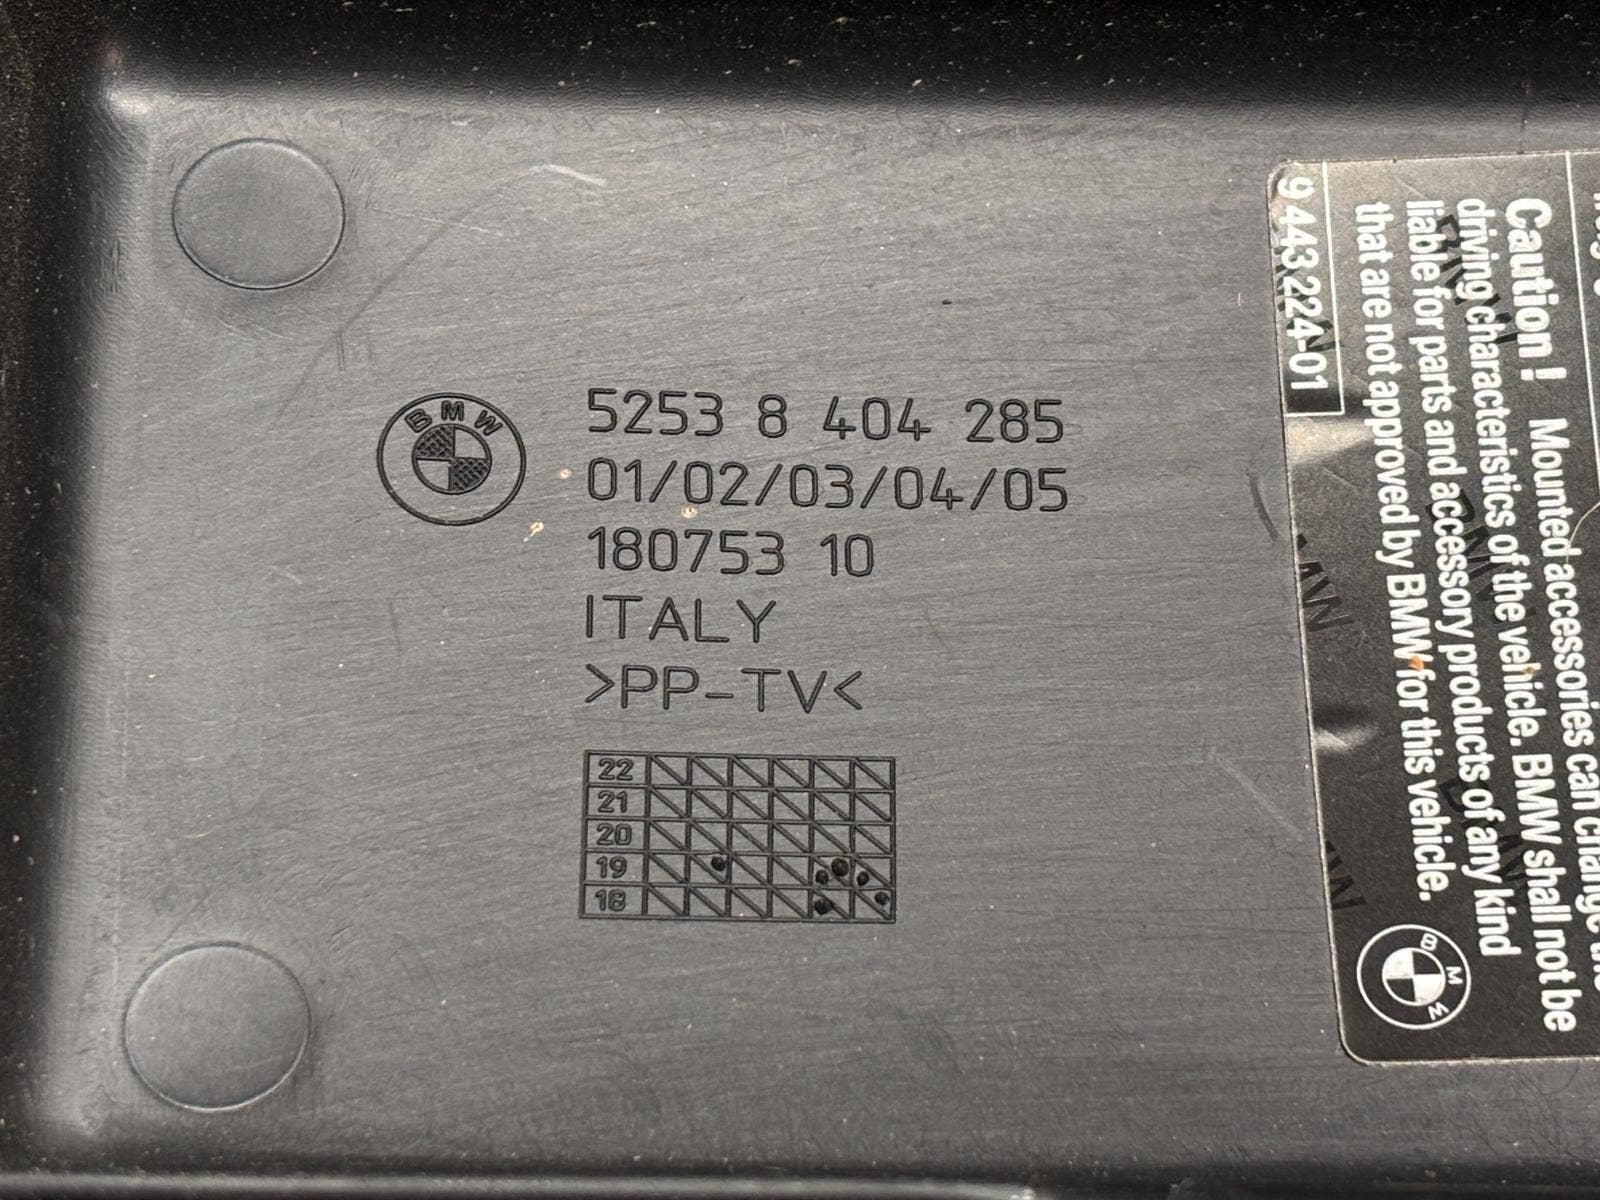 BMW
5253 8 404 285
01/02/03/04/05
180753 10
ITALY
>PP-TV<
22
21
20
19
18
9 443 224-01
Caution! Mounted accessories can change the
driving characteristics of the vehicle. BMW shall not be
liable for parts and accessory products of any kind
that are not approved by BMW for this vehicle.
BMW